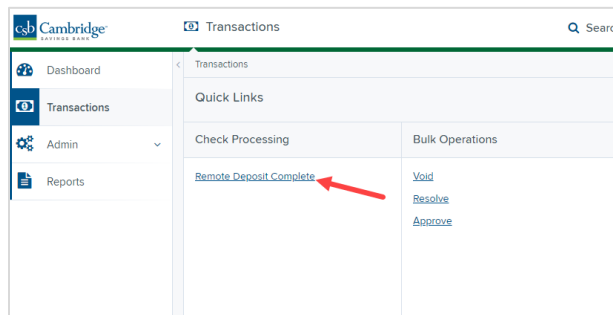 csb Cambridge
SAVINGS BANK
Transactions
Sear
Dashboard
Transactions
Admin
Reports
Transactions
Quick Links
Check Processing
Bulk Operations
Remote Deposit Complete
Void
Resolve
Approve